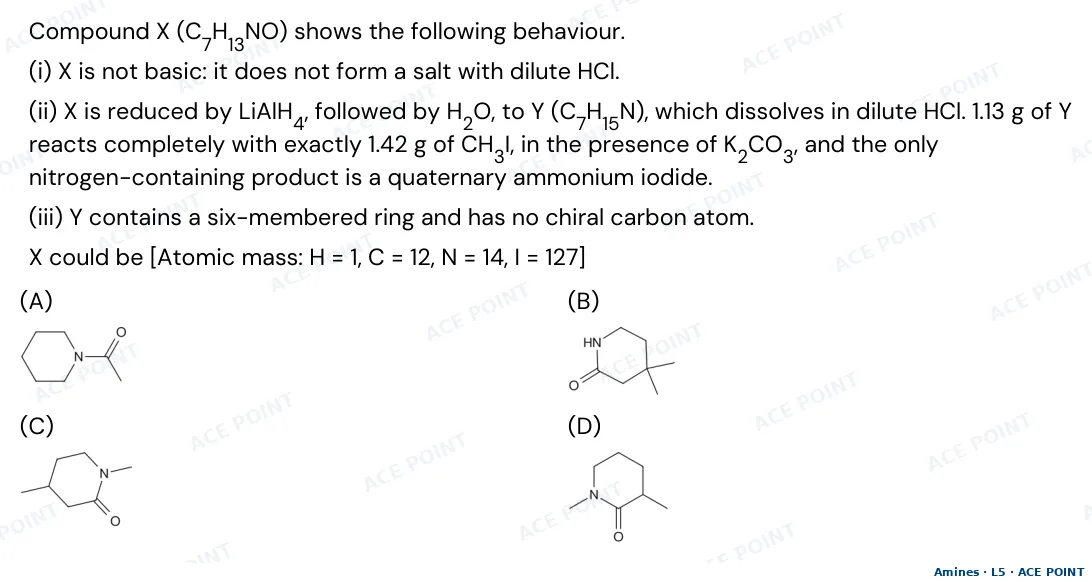 Compound X (C₇H₁₃NO) shows the following behaviour.
(i) X is not basic: it does not form a salt with dilute HCl.
(ii) X is reduced by LiAlH₄, followed by H₂O, to Y (C₇H₁₅N), which dissolves in dilute HCl. 1.13 g of Y
reacts completely with exactly 1.42 g of CH₃I, in the presence of K₂CO₃, and the only
nitrogen-containing product is a quaternary ammonium iodide.
(iii) Y contains a six-membered ring and has no chiral carbon atom.
X could be [Atomic mass: H = 1, C = 12, N = 14, I = 127]
(A) (B)
N O
HN O
(C) (D)
N O
N O
Amines · L5 · ACE POINT
ACE POINT